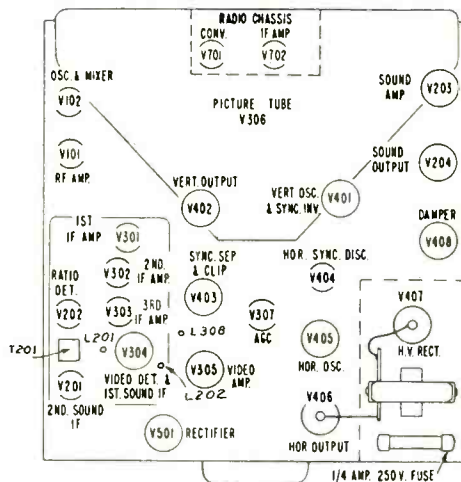 RADIO CHASSIS
CONV. IF AMP
V701 V702
OSC. & MIXER
V102
SOUND
AMP
V203
PICTURE TUBE
V306
V101
RF AMP.
SOUND
OUTPUT
V204
VERT. OUTPUT
V402
VERT OSC.
& SYNC. INV.
V401
DAMPER
V408
1ST
IF AMP
V301
V302
2ND.
IF AMP.
SYNC. SEP
& CLIP
V403
HOR. SYNC. DISC.
V404
RATIO
DET.
V202
V303
3RD
IF AMP
L308
V307
AGC
V405
HOR. OSC.
V407
H.V. RECT.
T201
L201
V304
VIDEO DET. &
1ST. SOUND IF
V305
VIDEO
AMP.
L202
V201
2ND. SOUND
IF
V406
HOR OUTPUT
V501
RECTIFIER
1/4 AMP. 250 V. FUSE